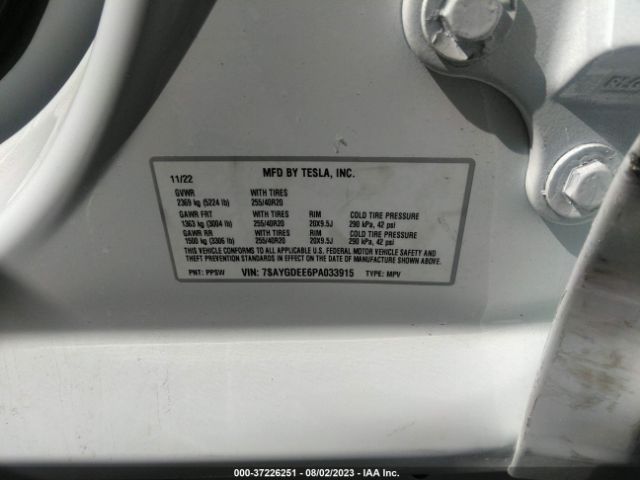 11/22 MFD BY TESLA, INC.
GVWR WITH TIRES
2369 kg (5224 lb) 255/40R20
GAWR FRT WITH TIRES RIM COLD TIRE PRESSURE
1363 kg (3004 lb) 255/40R20 20X9.5J 290 kPa, 42 psi
GAWR RR WITH TIRES RIM COLD TIRE PRESSURE
1500 kg (3306 lb) 255/40R20 20X9.5J 290 kPa, 42 psi
THIS VEHICLE CONFORMS TO ALL APPLICABLE U.S. FEDERAL MOTOR VEHICLE SAFETY AND
THEFT PREVENTION STANDARDS IN EFFECT ON THE DATE OF MANUFACTURE SHOWN ABOVE.
PNT: PPSW VIN: 7SAYGDEE6PA033915 TYPE: MPV
000-37226251 - 08/02/2023 - IAA Inc.